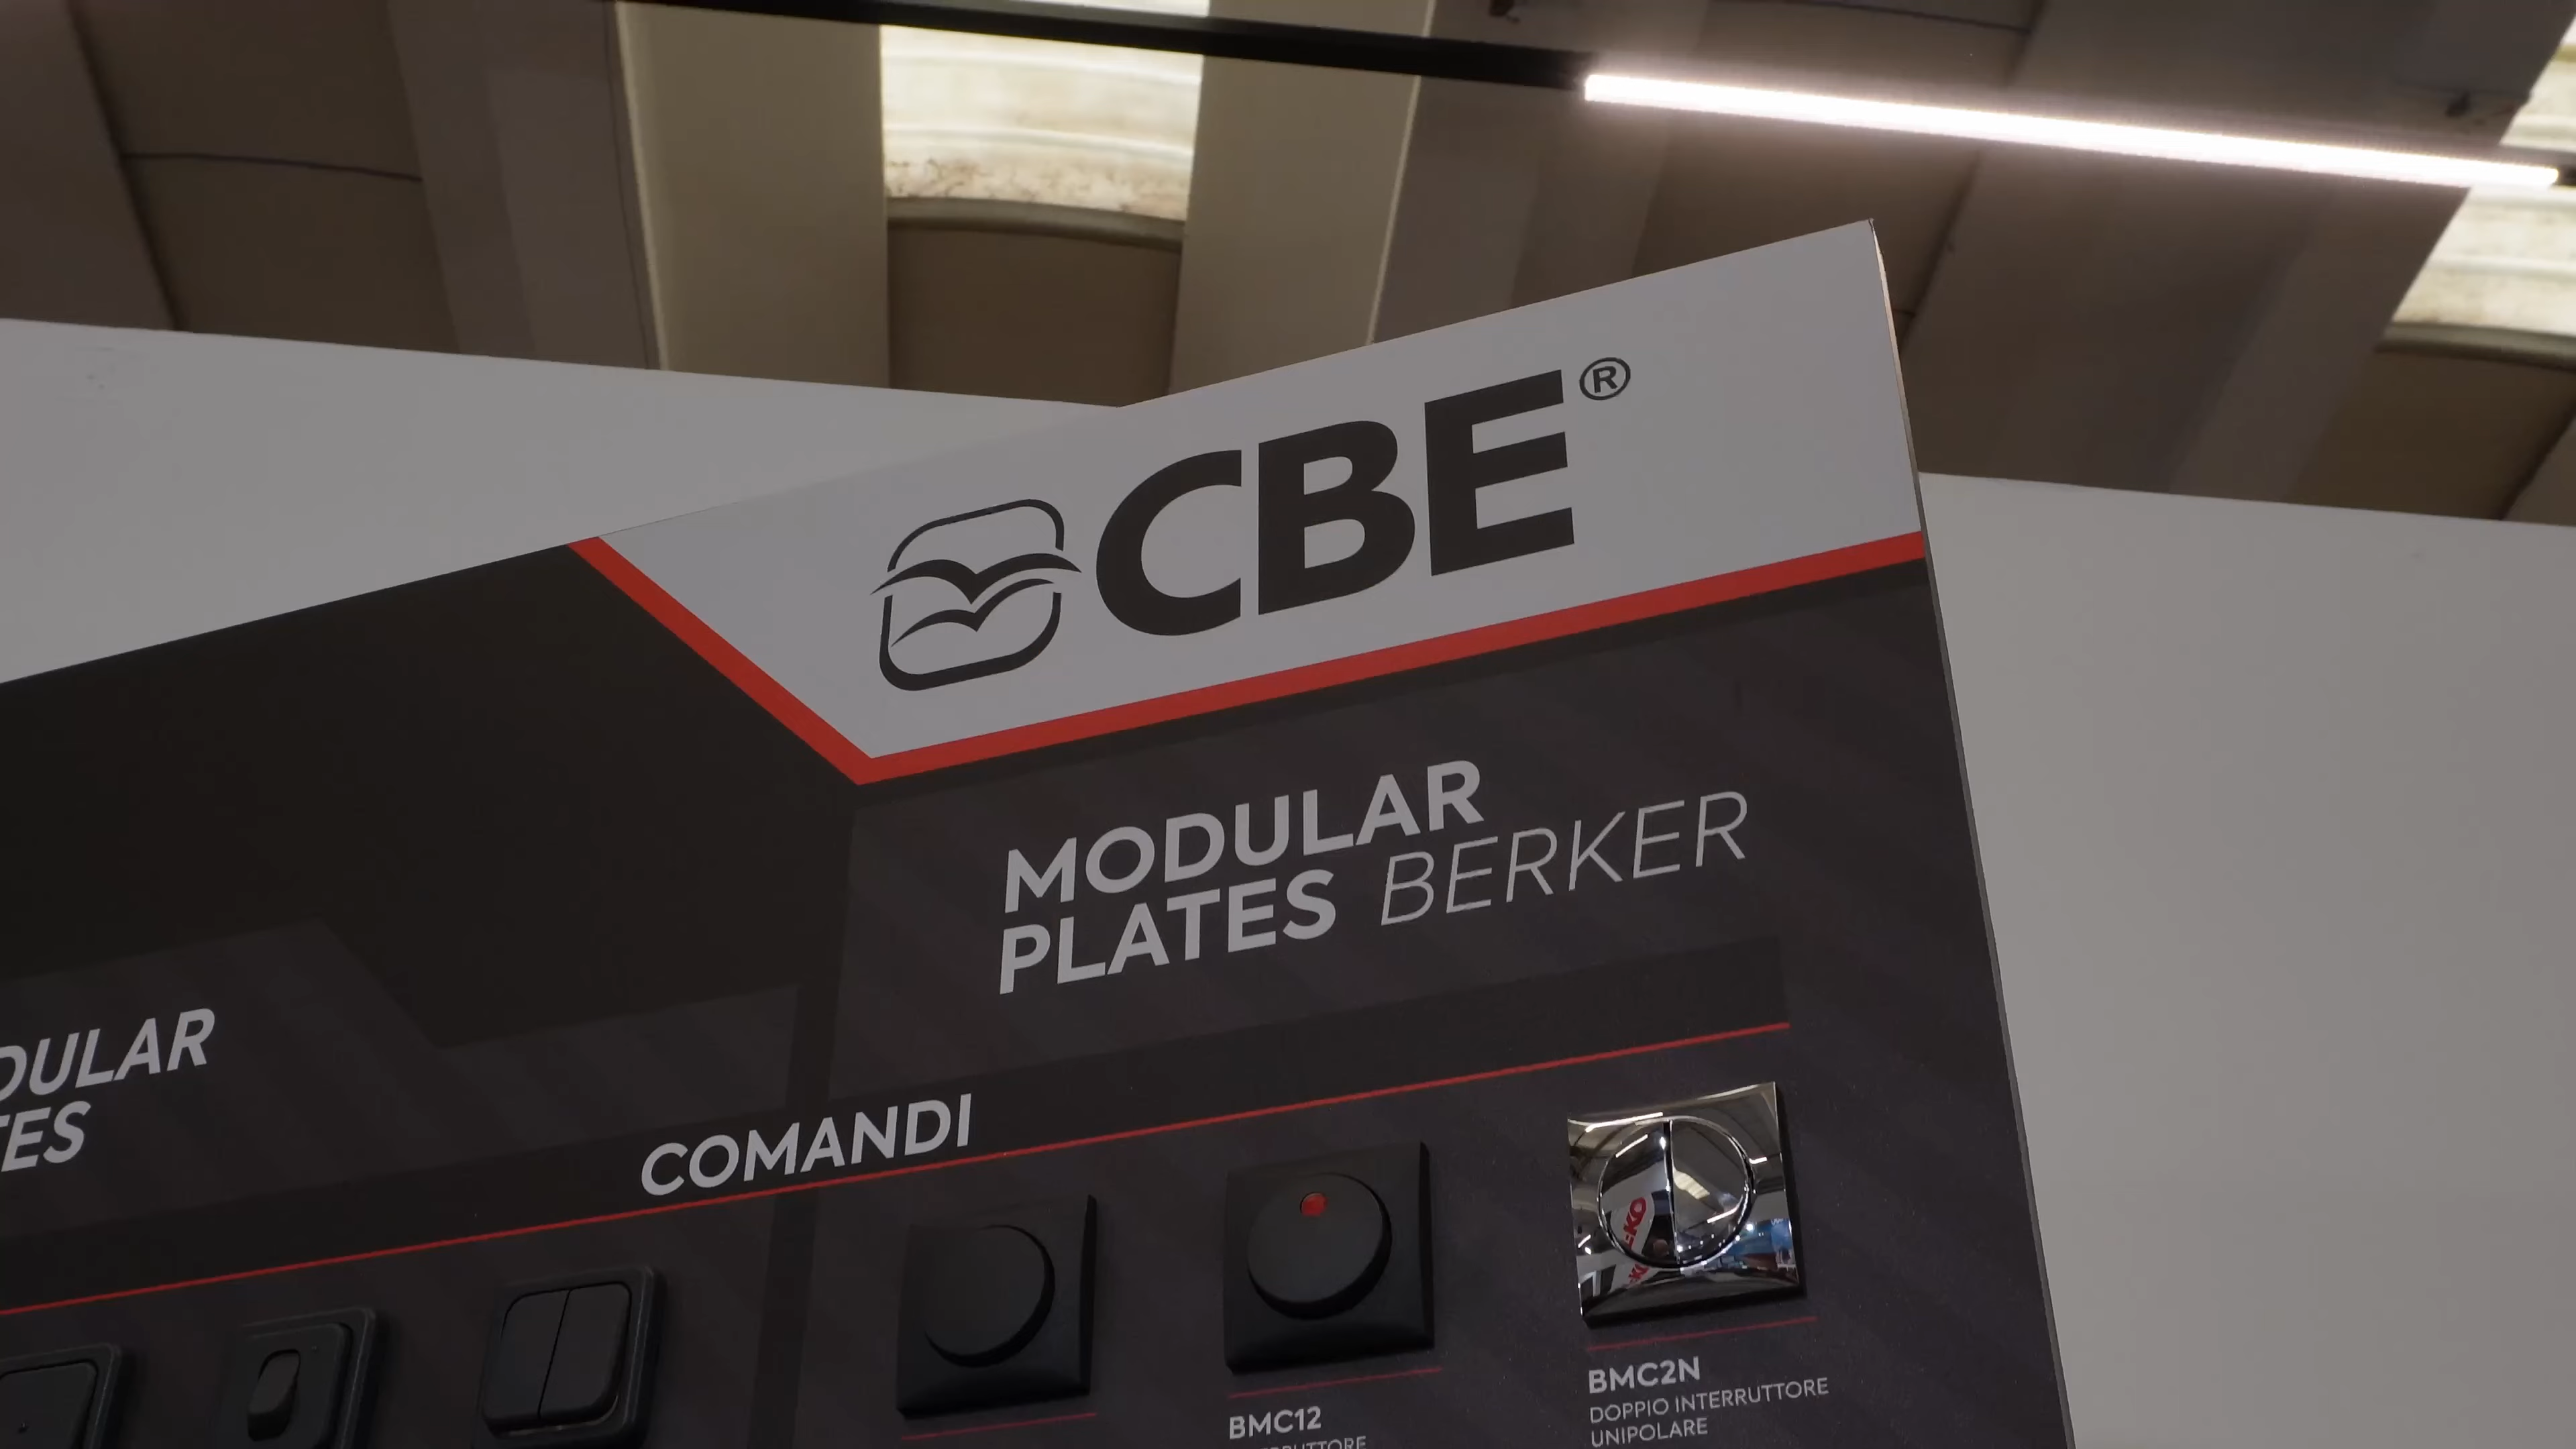 CBE®
MODULAR
PLATES BERKER
DULAR
TES
COMANDI
BMC12
BMC2N
DOPPIO INTERRUTTORE
UNIPOLARE